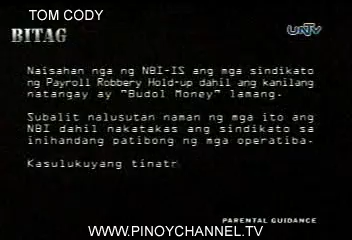 TOM CODY
BITAG
UNTV
Naisahan nga ng NBI-IS ang mga sindikato
ng Payroll Robbery Hold-up dahil ang kanilang
natangay ay "Budol Money" lamang.
Subalit nalusutan naman ng mga ito ang
NBI dahil nakatakas ang sindikato sa
inihandang patibong ng mga operatiba.
Kasulukuyang tinatr
PARENTAL GUIDANCE
WWW.PINOYCHANNEL.TV